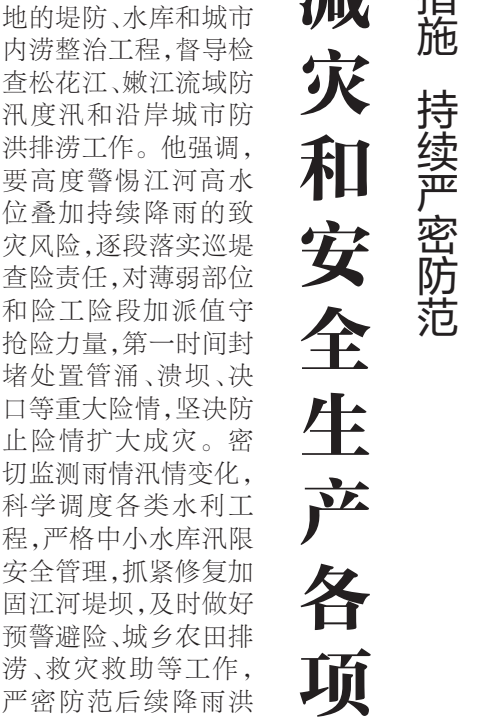 地的堤防、水库和城市
内涝整治工程，督导检
查松花江、嫩江流域防
汛度汛和沿岸城市防
洪排涝工作。他强调，
要高度警惕江河高水
位叠加持续降雨的致
灾风险，逐段落实巡堤
查险责任，对薄弱部位
和险工险段加派值守
抢险力量，第一时间封
堵处置管涌、溃坝、决
口等重大险情，坚决防
止险情扩大成灾。密
切监测雨情汛情变化，
科学调度各类水利工
程，严格中小水库汛限
安全管理，抓紧修复加
固江河堤坝，及时做好
预警避险、城乡农田排
涝、救灾救助等工作，
严密防范后续降雨洪
减灾和安全生产各项
措施 持续严密防范